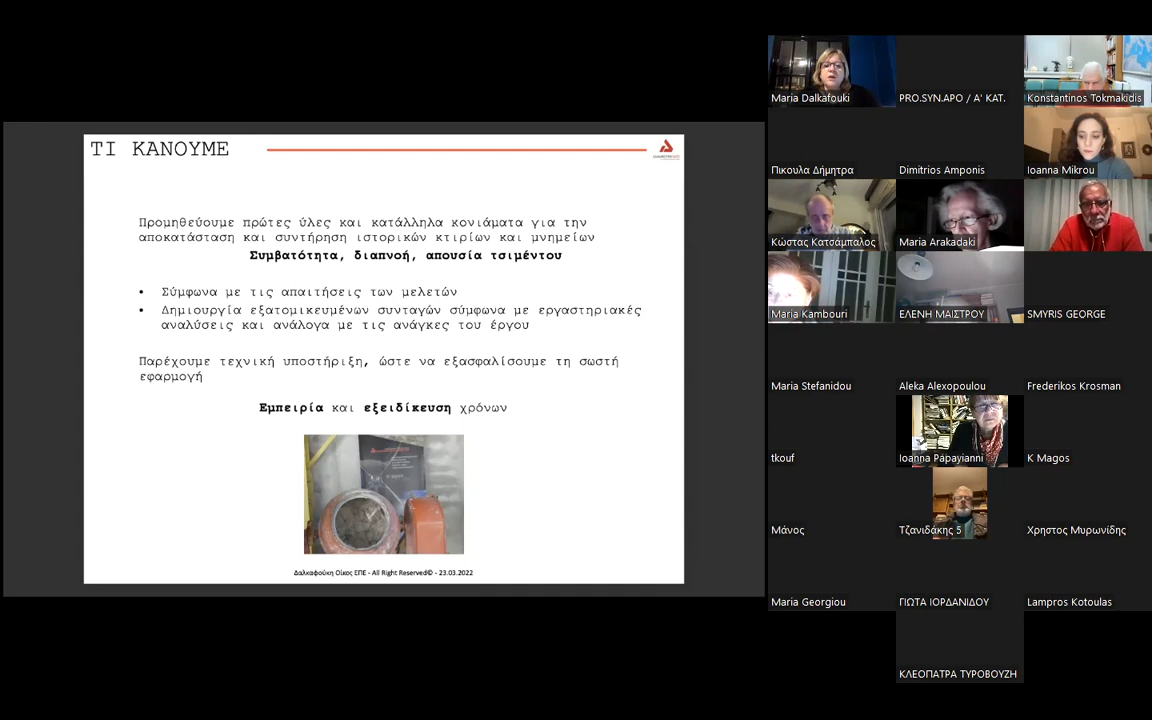 ΤΙ ΚΑΝΟΥΜΕ
Προμηθεύουμε πρώτες ύλες και κατάλληλα κονιάματα για την
αποκατάσταση και συντήρηση ιστορικών κτιρίων και μνημείων
Συμβατότητα, διαπνοή, απουσία τσιμέντου
• Σύμφωνα με τις απαιτήσεις των μελετών
• Δημιουργία εξατομικευμένων συνταγών σύμφωνα με εργαστηριακές
αναλύσεις και ανάλογα με τις ανάγκες του έργου
Παρέχουμε τεχνική υποστήριξη, ώστε να εξασφαλίσουμε τη σωστή
εφαρμογή
Εμπειρία και εξειδίκευση χρόνων
Δαλκαφούκη Οίκος ΕΠΕ - All Right Reserved© - 23.03.2022
Maria Dalkafouki
PRO.SYN.APO / A' KAT.
Konstantinos Tokmakidis
Πικουλα Δήμητρα
Dimitrios Amponis
Ioanna Mikrou
Κώστας Κατσάμπαλος
Maria Arakadaki
Maria Kambouri
ΕΛΕΝΗ ΜΑΙΣΤΡΟΥ
SMYRIS GEORGE
Maria Stefanidou
Aleka Alexopoulou
Frederikos Krosman
tkouf
Ioanna Papayianni
K Magos
Μάνος
Τζανιδάκης 5
Χρηστος Μυρωνίδης
Maria Georgiou
ΓΙΩΤΑ ΙΟΡΔΑΝΙΔΟΥ
Lampros Kotoulas
ΚΛΕΟΠΑΤΡΑ ΤΥΡΟΒΟΥΖΗ